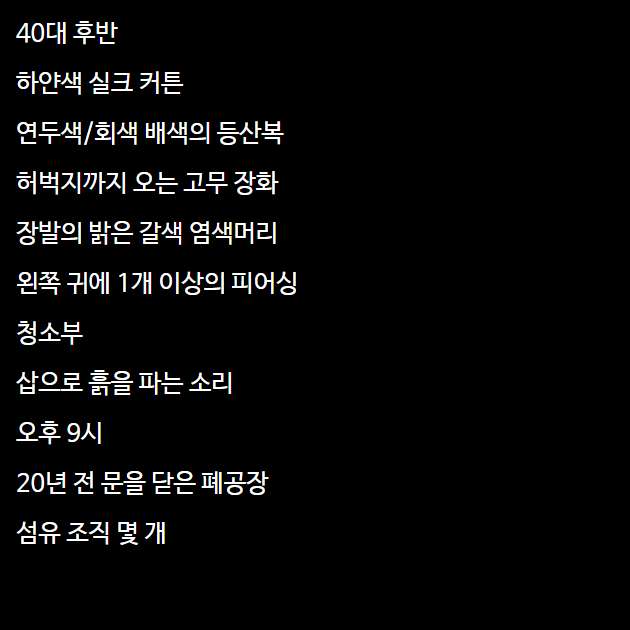 40대 후반
하얀색 실크 커튼
연두색/회색 배색의 등산복
허벅지까지 오는 고무 장화
장발의 밝은 갈색 염색머리
왼쪽 귀에 1개 이상의 피어싱
청소부
삽으로 흙을 파는 소리
오후 9시
20년 전 문을 닫은 폐공장
섬유 조직 몇 개